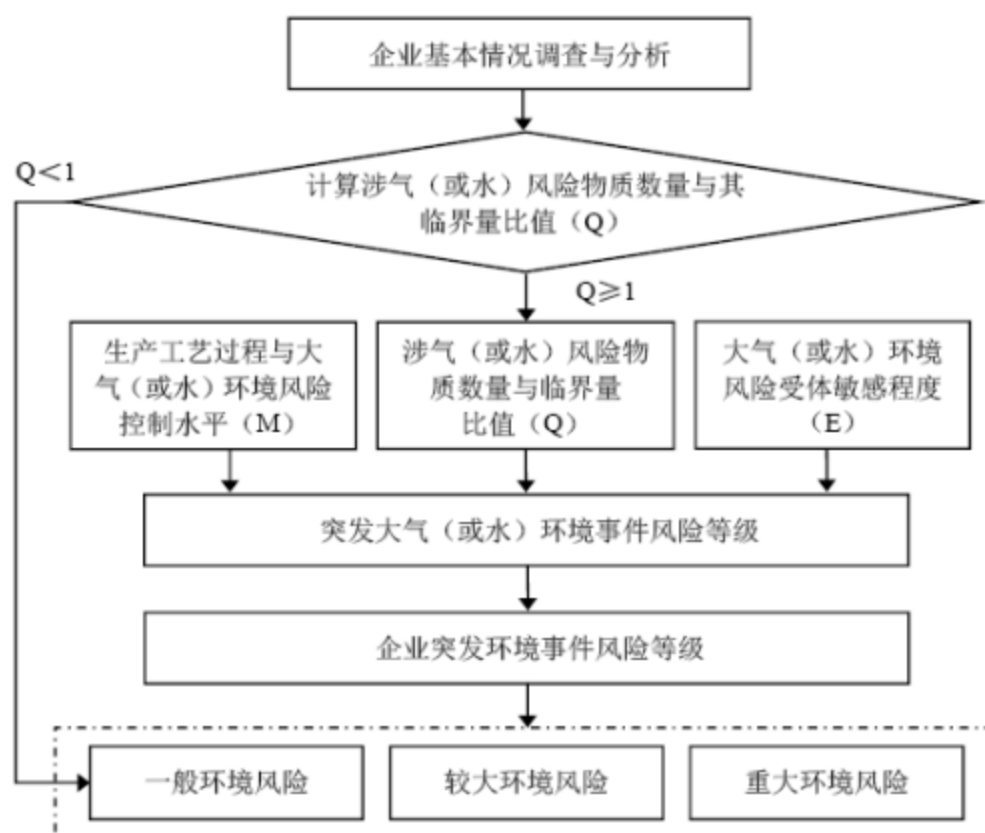 企业基本情况调查与分析
Q＜1
计算涉气（或水）风险物质数量与其
临界量比值（Q）
Q≥1
生产工艺过程与大
气（或水）环境风险
控制水平（M）
涉气（或水）风险物
质数量与临界量
比值（Q）
大气（或水）环境
风险受体敏感程度
（E）
突发大气（或水）环境事件风险等级
企业突发环境事件风险等级
一般环境风险
较大环境风险
重大环境风险